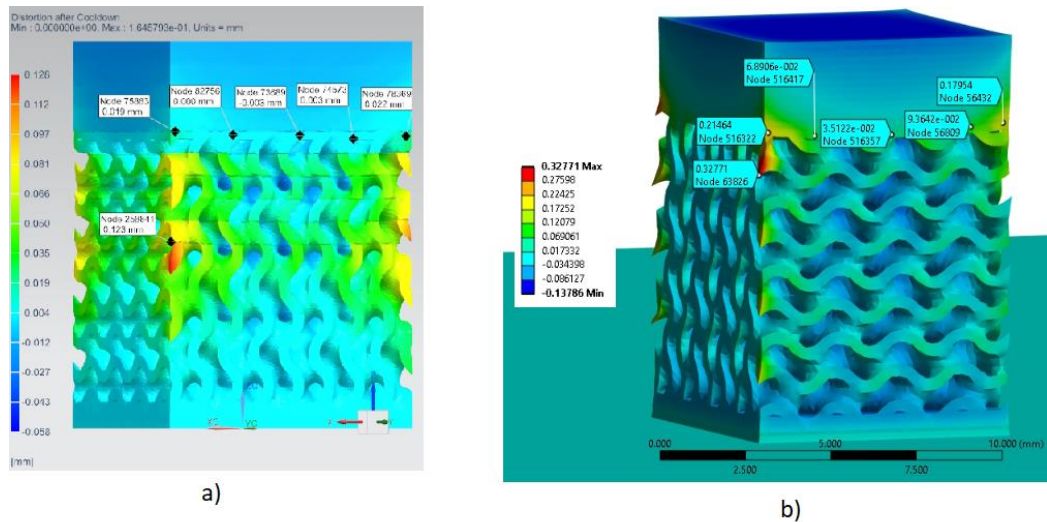 Distortion after Cooldown
Min : 0.000000e+00, Max : 1.645793e-01, Units = mm
0.126
0.112
0.097
0.083
0.068
0.050
0.035
0.019
0.004
-0.012
-0.027
-0.043
-0.058
[mm]
Node 75883
0.019 mm
Node 82756
0.000 mm
Node 73689
-0.003 mm
Node 74573
0.003 mm
Node 78369
0.022 mm
0.123 mm
XC
YC
a)
0.32771 Max
0.27598
0.22425
0.17252
0.12079
0.069061
0.017332
-0.034398
-0.086127
-0.13786 Min
6.8906e-002
Node 516417
0.17954
Node 56432
0.21464
Node 516322
3.5122e-002
Node 516357
9.3642e-002
Node 56809
0.32771
Node 63826
0.000
5.000
10.000 (mm)
2.500
7.500
b)